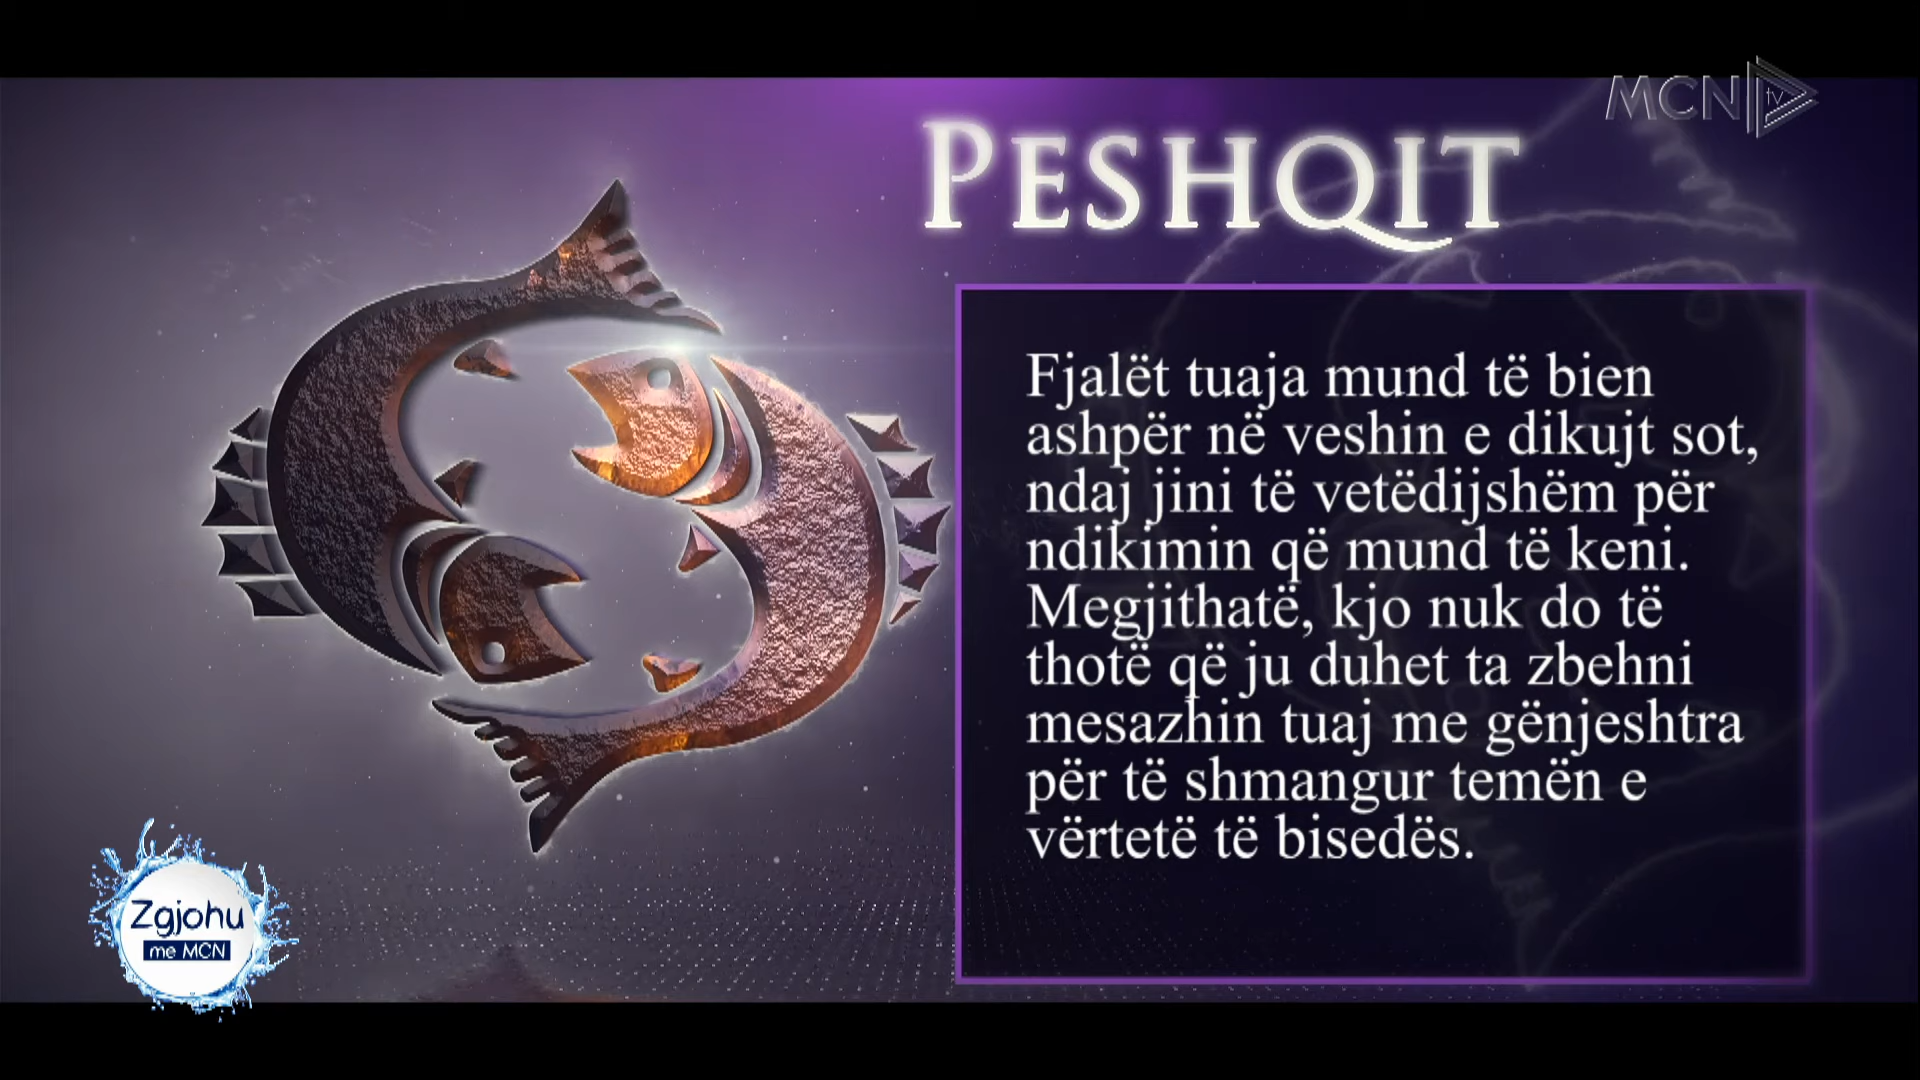 MCN tv
PESHQIT
Fjalët tuaja mund të bien
ashpër në veshin e dikujt sot,
ndaj jini të vetëdijshëm për
ndikimin që mund të keni.
Megjithatë, kjo nuk do të
thotë që ju duhet ta zbehni
mesazhin tuaj me gënjeshtra
për të shmangur temën e
vërtetë të bisedës.
Zgjohu
me MCN